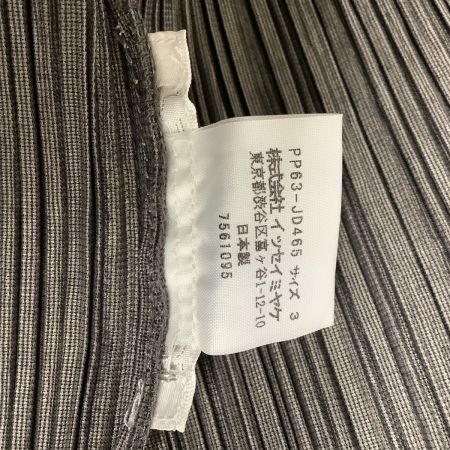 PP63-JD465 サイズ 3
株式会社 イッセイミヤケ
東京都渋谷区富ヶ谷1-12-10
日本製
7561095